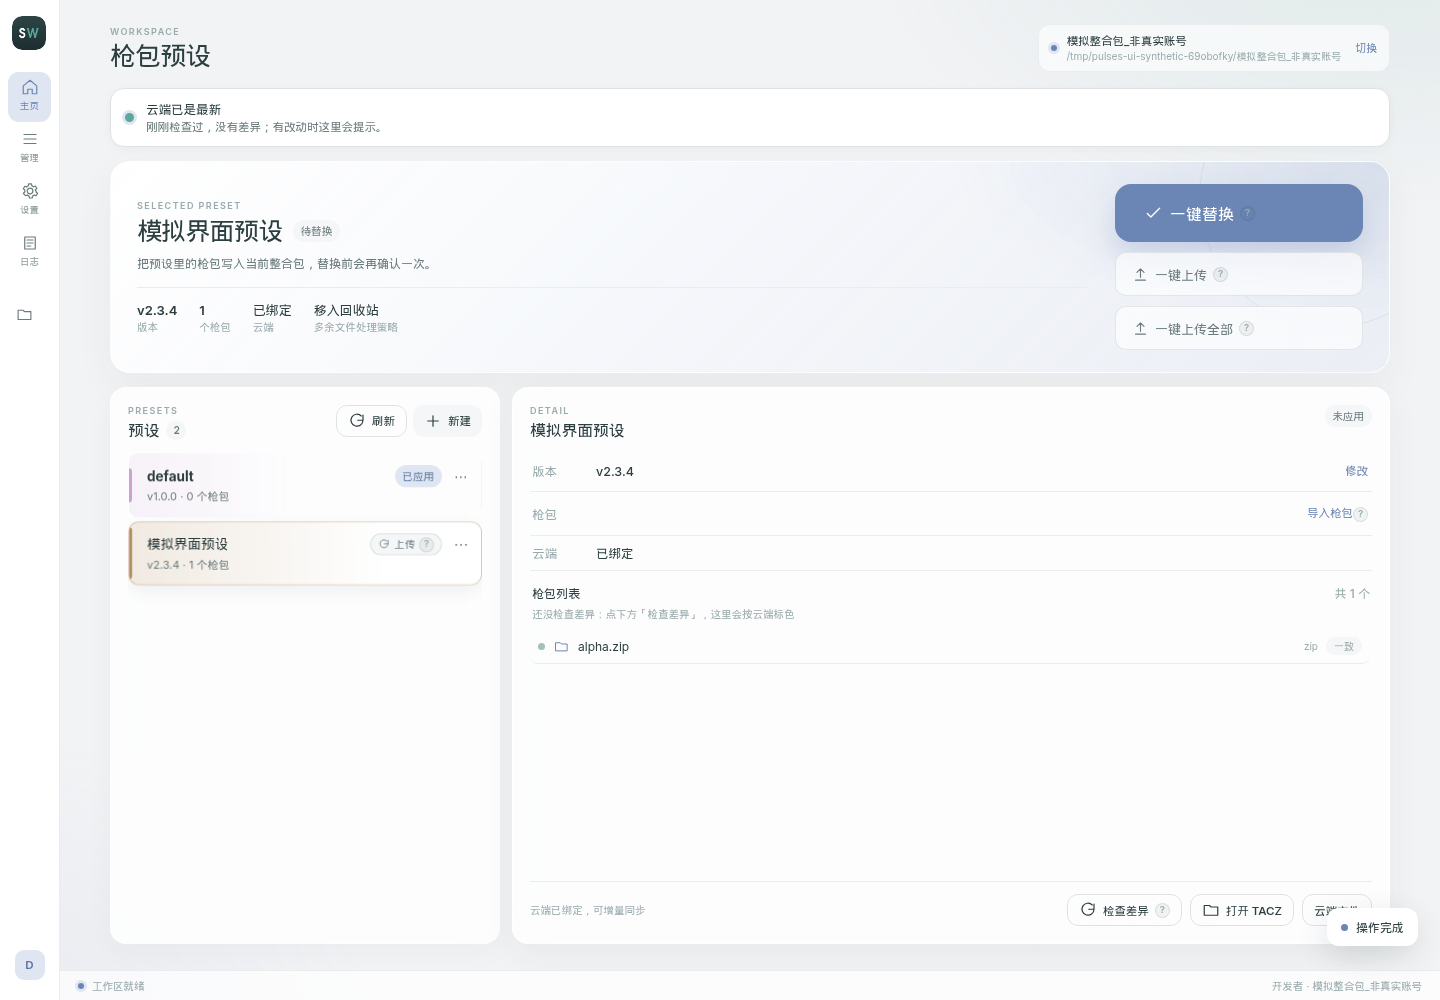 SW
主页
管理
设置
日志
D
WORKSPACE
枪包预设
模拟整合包_非真实账号
/tmp/pulses-ui-synthetic-69obofky/模拟整合包_非真实账号
切换
云端已是最新
刚刚检查过，没有差异；有改动时这里会提示。
SELECTED PRESET
模拟界面预设 待替换
把预设里的枪包写入当前整合包，替换前会再确认一次。
v2.3.4 1 已绑定 移入回收站
版本 个枪包 云端 多余文件处理策略
一键替换 ?
一键上传 ?
一键上传全部 ?
PRESETS
预设 2
刷新
新建
default 已应用 ···
v1.0.0 · 0 个枪包
模拟界面预设 上传 ? ···
v2.3.4 · 1 个枪包
DETAIL
模拟界面预设
未应用
版本 v2.3.4 修改
枪包 导入枪包 ?
云端 已绑定
枪包列表 共 1 个
还没检查差异：点下方「检查差异」，这里会按云端标色
alpha.zip zip 一致
云端已绑定，可增量同步
检查差异 ?
打开 TACZ
云端
操作完成
工作区就绪
开发者 · 模拟整合包_非真实账号